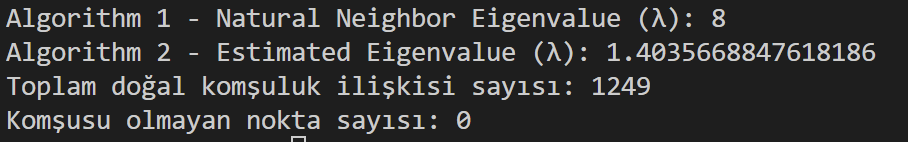 Algorithm 1 - Natural Neighbor Eigenvalue (λ): 8
Algorithm 2 - Estimated Eigenvalue (λ): 1.4035668847618186
Toplam doğal komşuluk ilişkisi sayısı: 1249
Komşusu olmayan nokta sayısı: 0